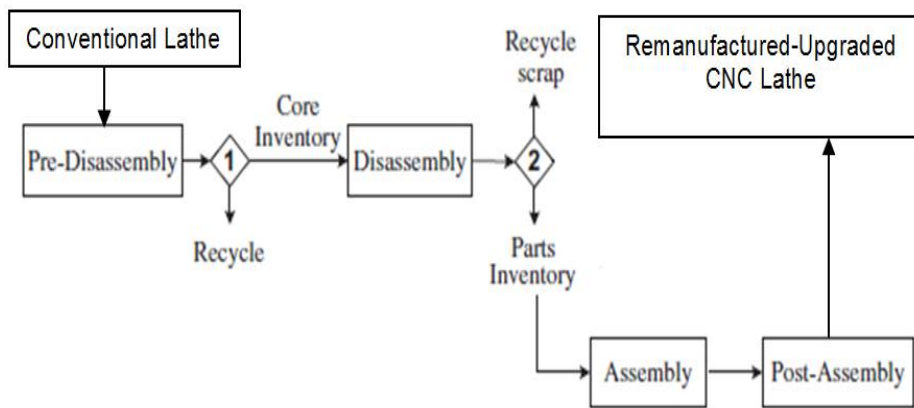 Conventional Lathe
Recycle
scrap
Remanufactured-Upgraded
CNC Lathe
Core
Inventory
Pre-Disassembly
1
Disassembly
2
Recycle
Parts
Inventory
Assembly
Post-Assembly